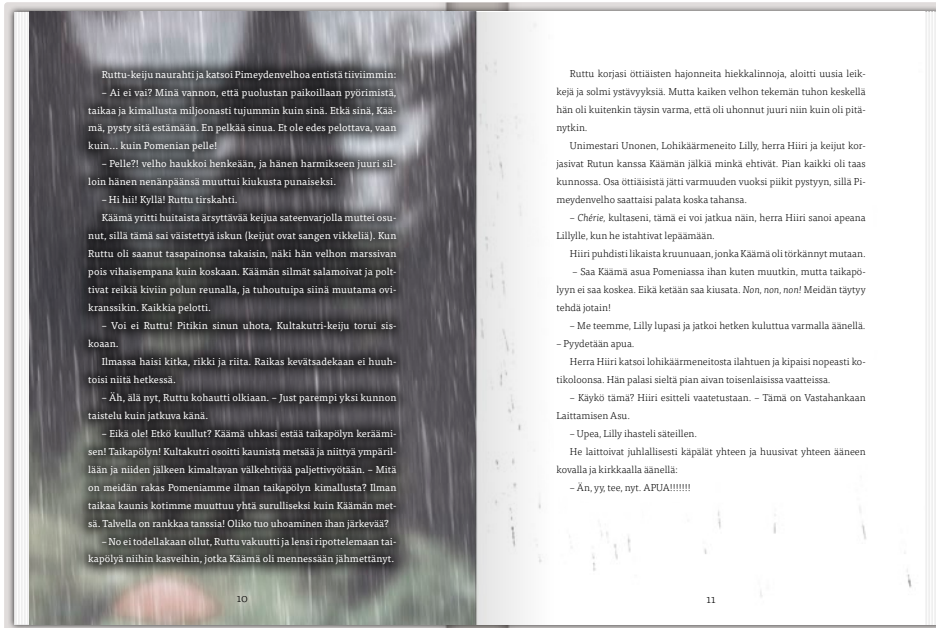 Ruttu-keiju naurahti ja katsoi Pimeydenvelhoa entistä tiiviimmin:
– Ai ei vai? Minä vannon, että puolustan paikoillaan pyörimistä,
taikaa ja kimallusta miljoonasti tujummin kuin sinä. Etkä sinä, Kää-
mä, pysty sitä estämään. En pelkää sinua. Et ole edes pelottava, vaan
kuin... kuin Pomenian pelle!
– Pelle?! velho haukkoi henkeään, ja hänen harmikseen juuri sil-
loin hänen nenänpäänsä muuttui kiukusta punaiseksi.
– Hi hii! Kyllä! Ruttu tirskahti.
Käämä yritti huitaista ärsyttävää keijua sateenvarjolla muttei osu-
nut, sillä tämä sai väistettyä iskun (keijut ovat sangen vikkeliä). Kun
Ruttu oli saanut tasapainonsa takaisin, näki hän velhon marssivan
pois vihaisempana kuin koskaan. Käämän silmät salamoivat ja polt-
tivat reikiä kiviin polun reunalla, ja tuhoutuipa siinä muutama ovi-
kranssikin. Kaikkia pelotti.
– Voi ei Ruttu! Pitikin sinun uhota, Kultakutri-keiju torui sis-
koaan.
Ilmassa haisi kitka, rikki ja riita. Raikas kevätsadekaan ei huuh-
toisi niitä hetkessä.
– Äh, älä nyt, Ruttu kohautti olkiaan. – Just parempi yksi kunnon
taistelu kuin jatkuva känä.
– Eikä ole! Etkö kuullut? Käämä uhkasi estää taikapölyn keräämi-
sen! Taikapölyn! Kultakutri osoitti kaunista metsää ja niittyä ympäril-
lään ja niiden jälkeen kimaltavan välkehtivää paljettivyötään. – Mitä
on meidän rakas Pomeniamme ilman taikapölyn kimallusta? Ilman
taikaa kaunis kotimme muuttuu yhtä surulliseksi kuin Käämän met-
sä. Talvella on rankkaa tanssia! Oliko tuo uhoaminen ihan järkevää?
– No ei todellakaan ollut, Ruttu vakuutti ja lensi ripottelemaan tai-
kapölyä niihin kasveihin, jotka Käämä oli mennessään jähmettänyt.
10
Ruttu korjasi öttiäisten hajonneita hiekkalinnoja, aloitti uusia leik-
kejä ja solmi ystävyyksiä. Mutta kaiken velhon tekemän tuhon keskellä
hän oli kuitenkin täysin varma, että oli uhonnut juuri niin kuin oli pitä-
nytkin.
Unimestari Unonen, Lohikäärmeneito Lilly, herra Hiiri ja keijut kor-
jasivat Rutun kanssa Käämän jälkiä minkä ehtivät. Pian kaikki oli taas
kunnossa. Osa öttiäisistä jätti varmuuden vuoksi piikit pystyyn, sillä Pi-
meydenvelho saattaisi palata koska tahansa.
– Chérie, kultaseni, tämä ei voi jatkua näin, herra Hiiri sanoi apeana
Lillylle, kun he istahtivat lepäämään.
Hiiri puhdisti likaista kruunuaan, jonka Käämä oli törkännyt mutaan.
– Saa Käämä asua Pomeniassa ihan kuten muutkin, mutta taikapö-
lyyn ei saa koskea. Eikä ketään saa kiusata. Non, non, non! Meidän täytyy
tehdä jotain!
– Me teemme, Lilly lupasi ja jatkoi hetken kuluttua varmalla äänellä.
– Pyydetään apua.
Herra Hiiri katsoi lohikäärmeneitosta ilahtuen ja kipaisi nopeasti ko-
tikoloonsa. Hän palasi sieltä pian aivan toisenlaisissa vaatteissa.
– Käykö tämä? Hiiri esitteli vaatetustaan. – Tämä on Vastahankaan
Laittamisen Asu.
– Upea, Lilly ihasteli säteillen.
He laittoivat juhlallisesti käpälät yhteen ja huusivat yhteen ääneen
kovalla ja kirkkaalla äänellä:
– Än, yy, tee, nyt. APUA!!!!!!!
11